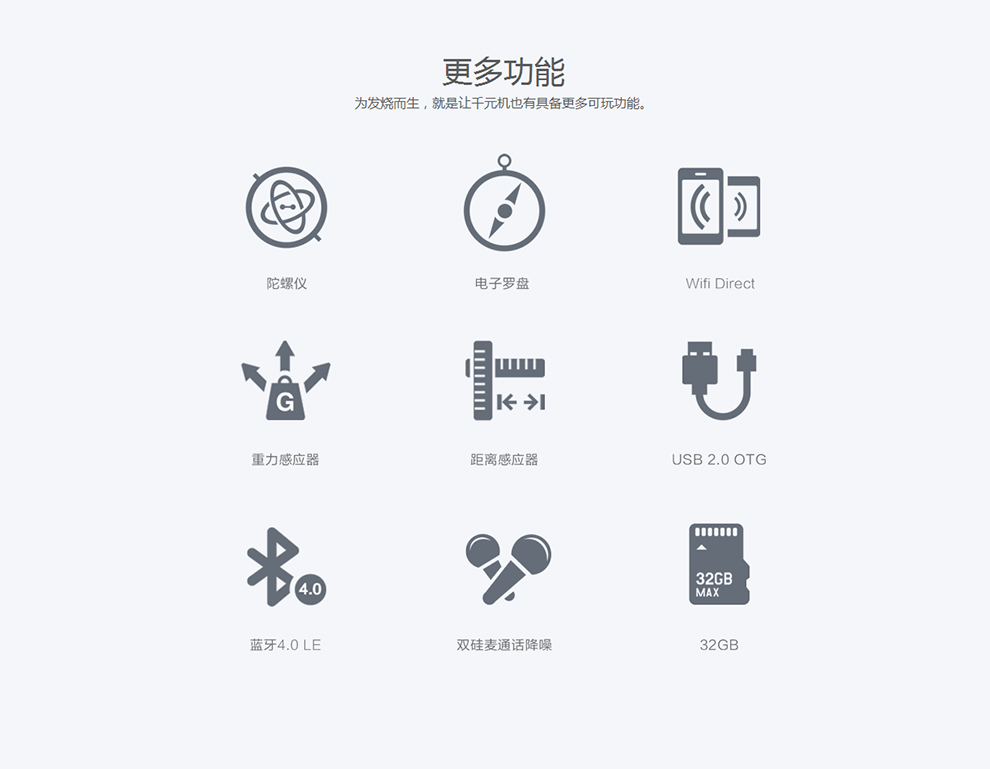 更多功能
为发烧而生，就是让千元机也有具备更多可玩功能。
陀螺仪
电子罗盘
Wifi Direct
G
重力感应器
距离感应器
USB 2.0 OTG
4.0
32GB
MAX
蓝牙4.0 LE
双硅麦通话降噪
32GB